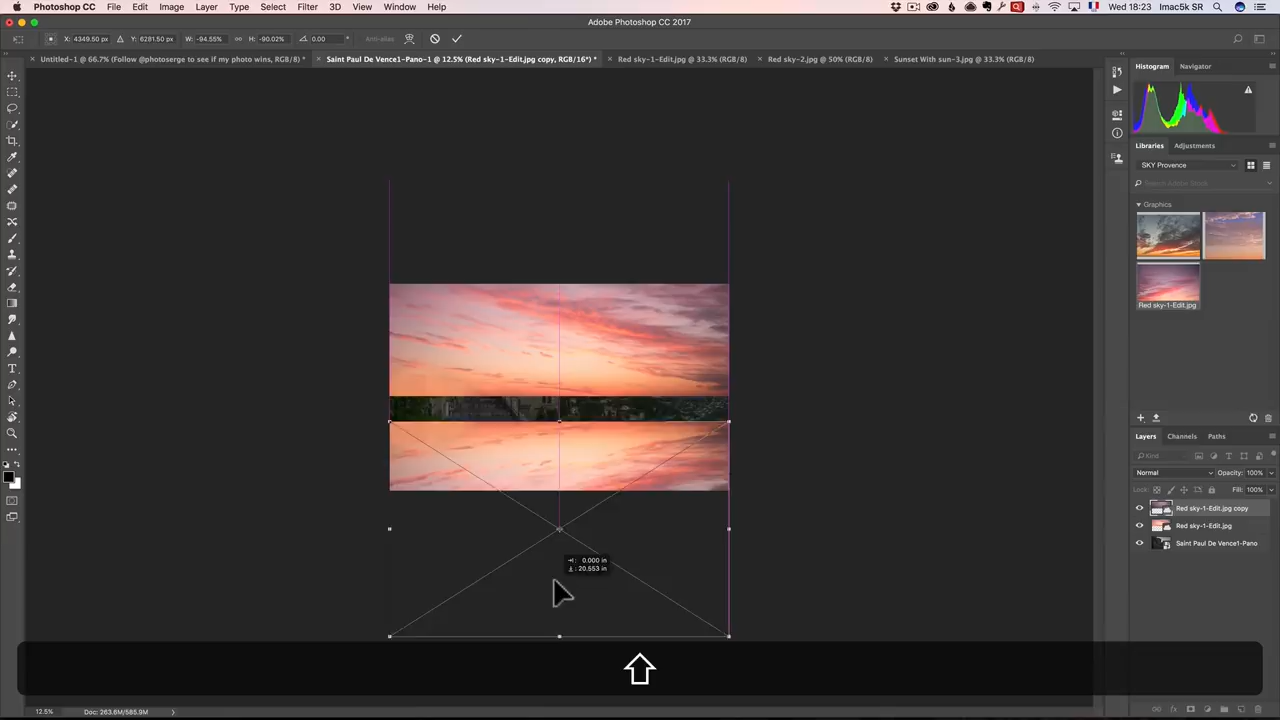 Photoshop CC File Edit Image Layer Type Select Filter 3D View Window Help Wed 18:23 Imac5k SR
Adobe Photoshop CC 2017
X: 4349.50 px Y: 6281.50 px W: -94.55% H: -90.02% 0.00 ° Anti-alias
Untitled-1 @ 66.7% (Follow @photoserge to see if my photo wins, RGB/8) * Saint Paul De Vence1-Pano-1 @ 12.5% (Red sky-1-Edit.jpg copy, RGB/16*) * Red sky-1-Edit.jpg @ 33.3% (RGB/8) Red sky-2.jpg @ 50% (RGB/8) Sunset With sun-3.jpg @ 33.3% (RGB/8)
Histogram Navigator
Libraries Adjustments
SKY Provence
Search Adobe Stock
Graphics
Red sky-1-Edit.jpg
: 0.000 in
: 20.553 in
Layers Channels Paths
Kind
Normal Opacity: 100%
Lock: Fill: 100%
Red sky-1-Edit.jpg copy
Red sky-1-Edit.jpg
Saint Paul De Vence1-Pano
12.5% Doc: 263.6M/585.9M